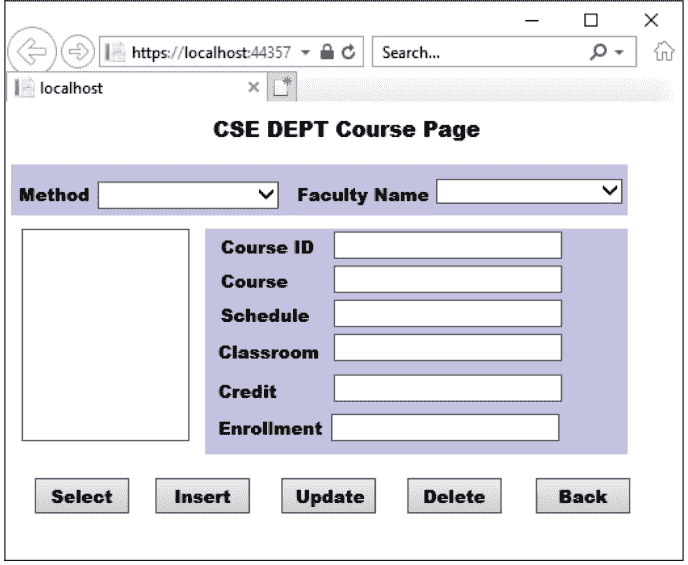 https://localhost:44357
Search...
localhost
CSE DEPT Course Page
Method Faculty Name
Course ID
Course
Schedule
Classroom
Credit
Enrollment
Select Insert Update Delete Back